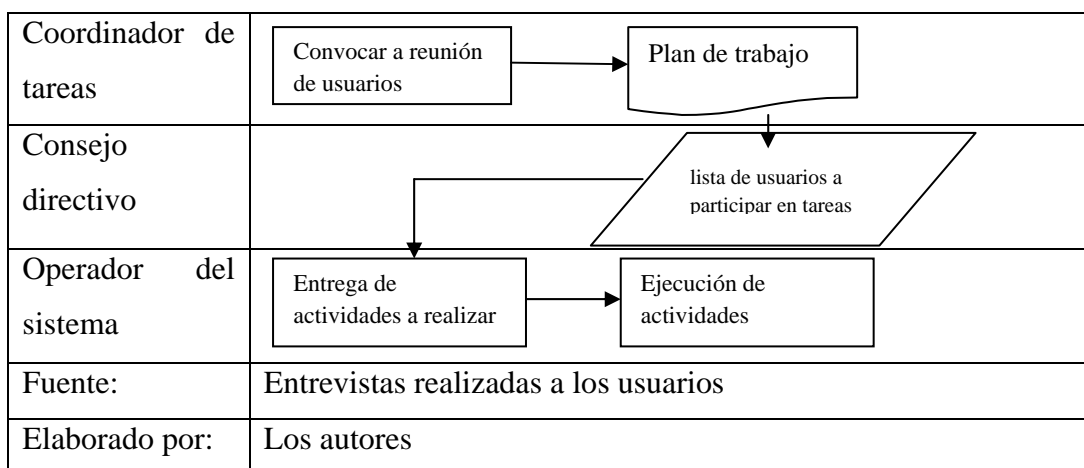 Coordinador de
tareas
Convocar a reunión
de usuarios
Plan de trabajo
Consejo
directivo
lista de usuarios a
participar en tareas
Operador del
sistema
Entrega de
actividades a realizar
Ejecución de
actividades
Fuente:
Entrevistas realizadas a los usuarios
Elaborado por:
Los autores